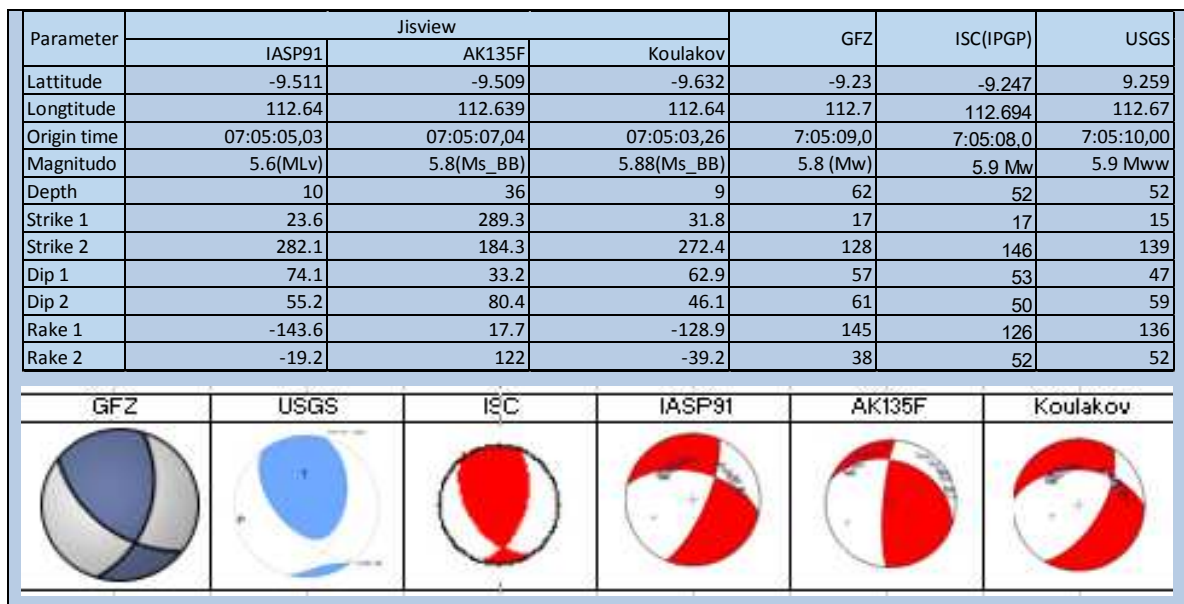 Parameter Jisview GFZ ISC(IPGP) USGS
IASP91 AK135F Koulakov
Lattitude -9.511 -9.509 -9.632 -9.23 -9.247 9.259
Longtitude 112.64 112.639 112.64 112.7 112.694 112.67
Origin time 07:05:05,03 07:05:07,04 07:05:03,26 7:05:09,0 7:05:08,0 7:05:10,00
Magnitudo 5.6(MLv) 5.8(Ms_BB) 5.88(Ms_BB) 5.8 (Mw) 5.9 Mw 5.9 Mww
Depth 10 36 9 62 52 52
Strike 1 23.6 289.3 31.8 17 17 15
Strike 2 282.1 184.3 272.4 128 146 139
Dip 1 74.1 33.2 62.9 57 53 47
Dip 2 55.2 80.4 46.1 61 50 59
Rake 1 -143.6 17.7 -128.9 145 126 136
Rake 2 -19.2 122 -39.2 38 52 52
GFZ USGS ISC IASP91 AK135F Koulakov
T
P